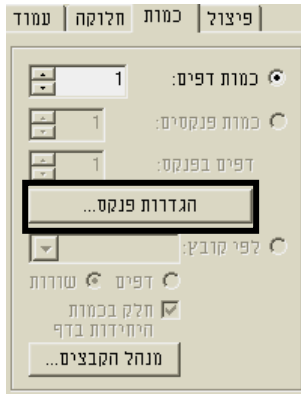 פיצול כמות חלוקה עמוד
כמות דפים: 1
כמות פנקסים: 1
דפים בפנקס: 1
הגדרות פנקס...
לפי קובץ:
דפים שורות
חלק בכמות
היחידות בדף
מנהל הקבצים...